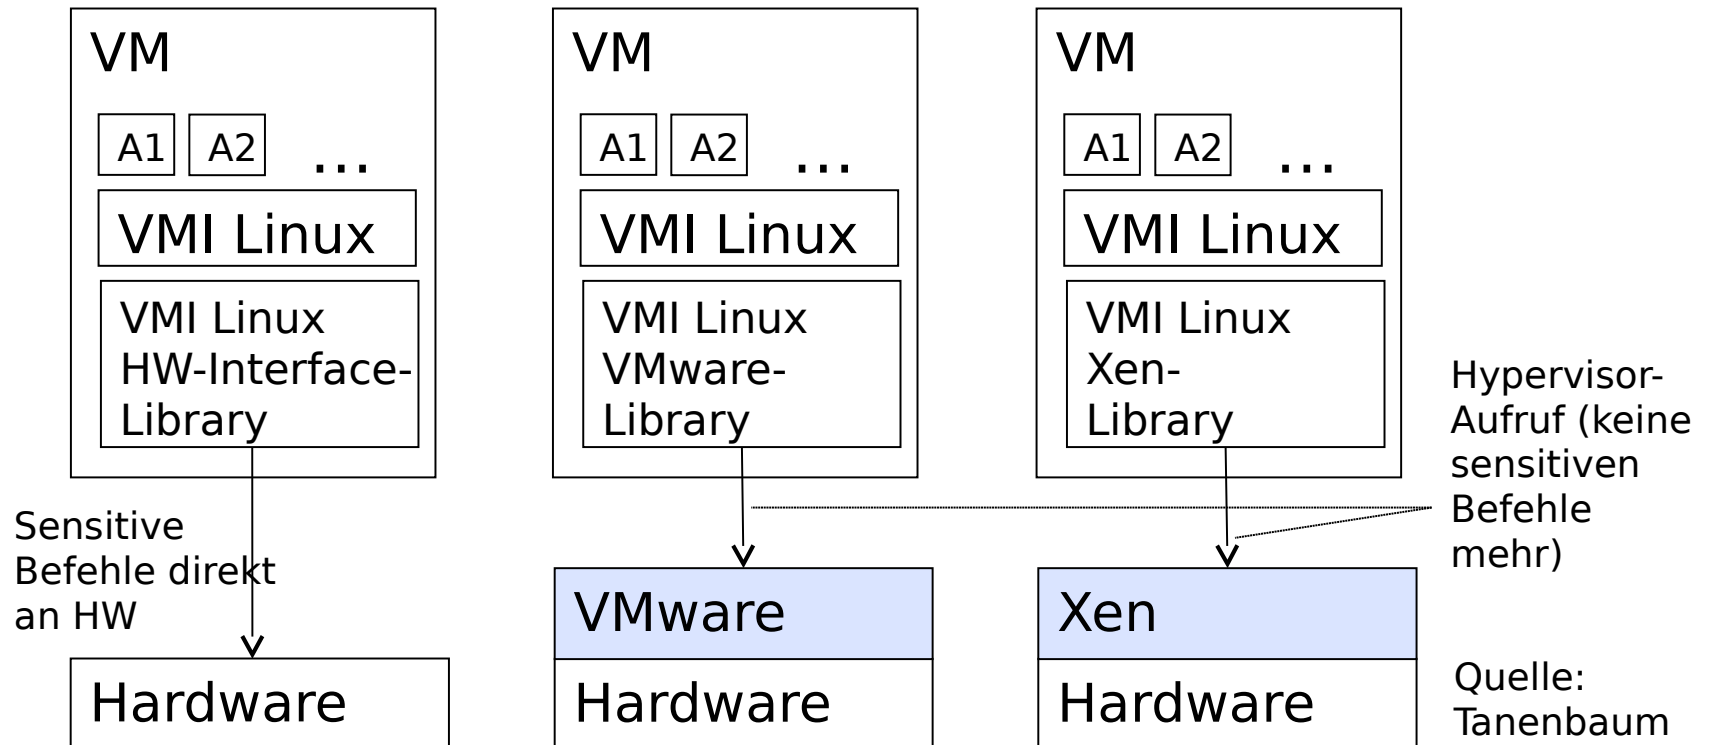 VM
A1 A2 ...
VMI Linux
VMI Linux
HW-Interface-
Library
Sensitive
Befehle direkt
an HW
Hardware
VM
A1 A2 ...
VMI Linux
VMI Linux
VMware-
Library
VMware
Hardware
VM
A1 A2 ...
VMI Linux
VMI Linux
Xen-
Library
Xen
Hardware
Hypervisor-
Aufruf (keine
sensitiven
Befehle
mehr)
Quelle:
Tanenbaum